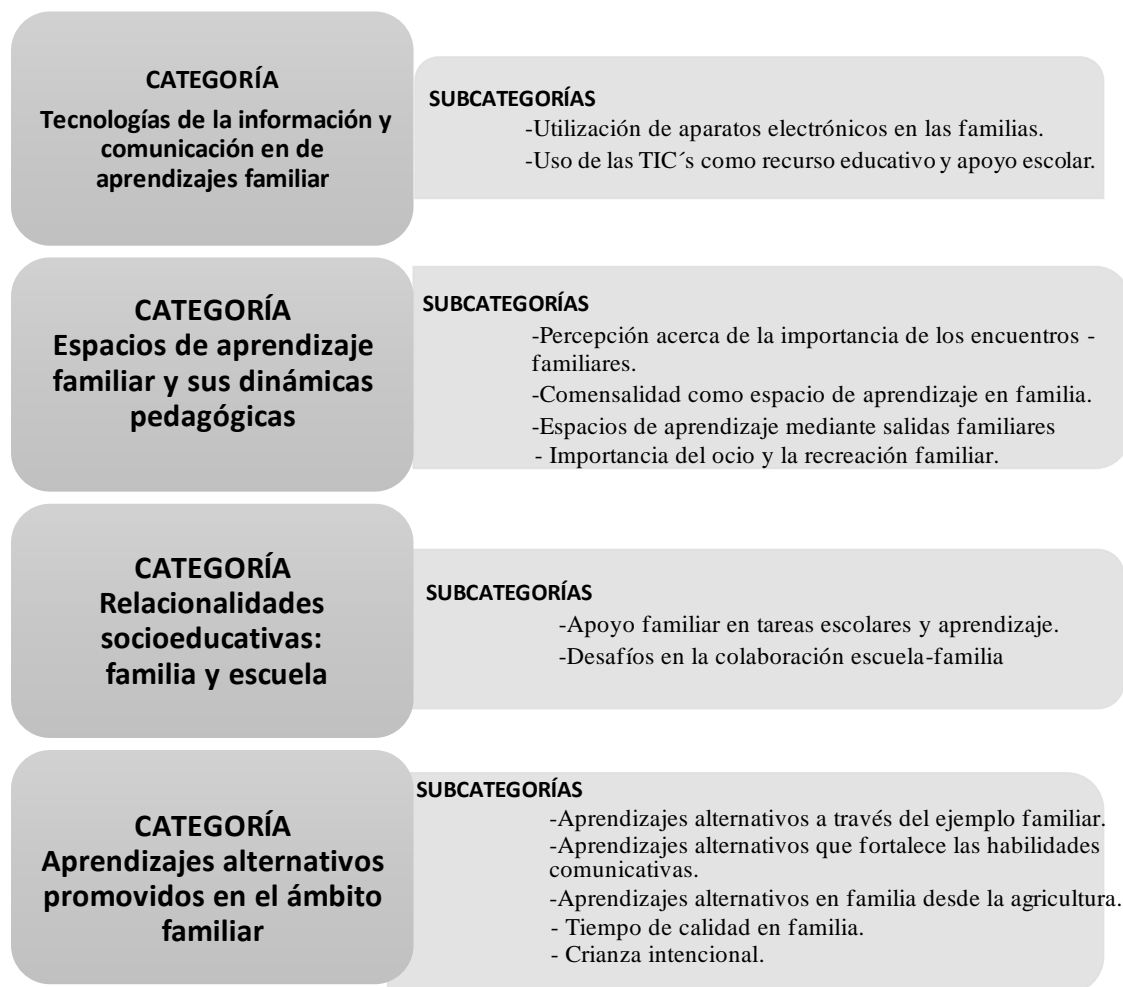 CATEGORÍA
Tecnologías de la información y
comunicación en de
aprendizajes familiar
SUBCATEGORÍAS
-Utilización de aparatos electrónicos en las familias.
-Uso de las TIC´s como recurso educativo y apoyo escolar.
CATEGORÍA
Espacios de aprendizaje
familiar y sus dinámicas
pedagógicas
SUBCATEGORÍAS
-Percepción acerca de la importancia de los encuentros -
familiares.
-Comensalidad como espacio de aprendizaje en familia.
-Espacios de aprendizaje mediante salidas familiares
- Importancia del ocio y la recreación familiar.
CATEGORÍA
Relacionalidades
socioeducativas:
familia y escuela
SUBCATEGORÍAS
-Apoyo familiar en tareas escolares y aprendizaje.
-Desafíos en la colaboración escuela-familia
CATEGORÍA
Aprendizajes alternativos
promovidos en el ámbito
familiar
SUBCATEGORÍAS
-Aprendizajes alternativos a través del ejemplo familiar.
-Aprendizajes alternativos que fortalece las habilidades
comunicativas.
-Aprendizajes alternativos en familia desde la agricultura.
- Tiempo de calidad en familia.
- Crianza intencional.